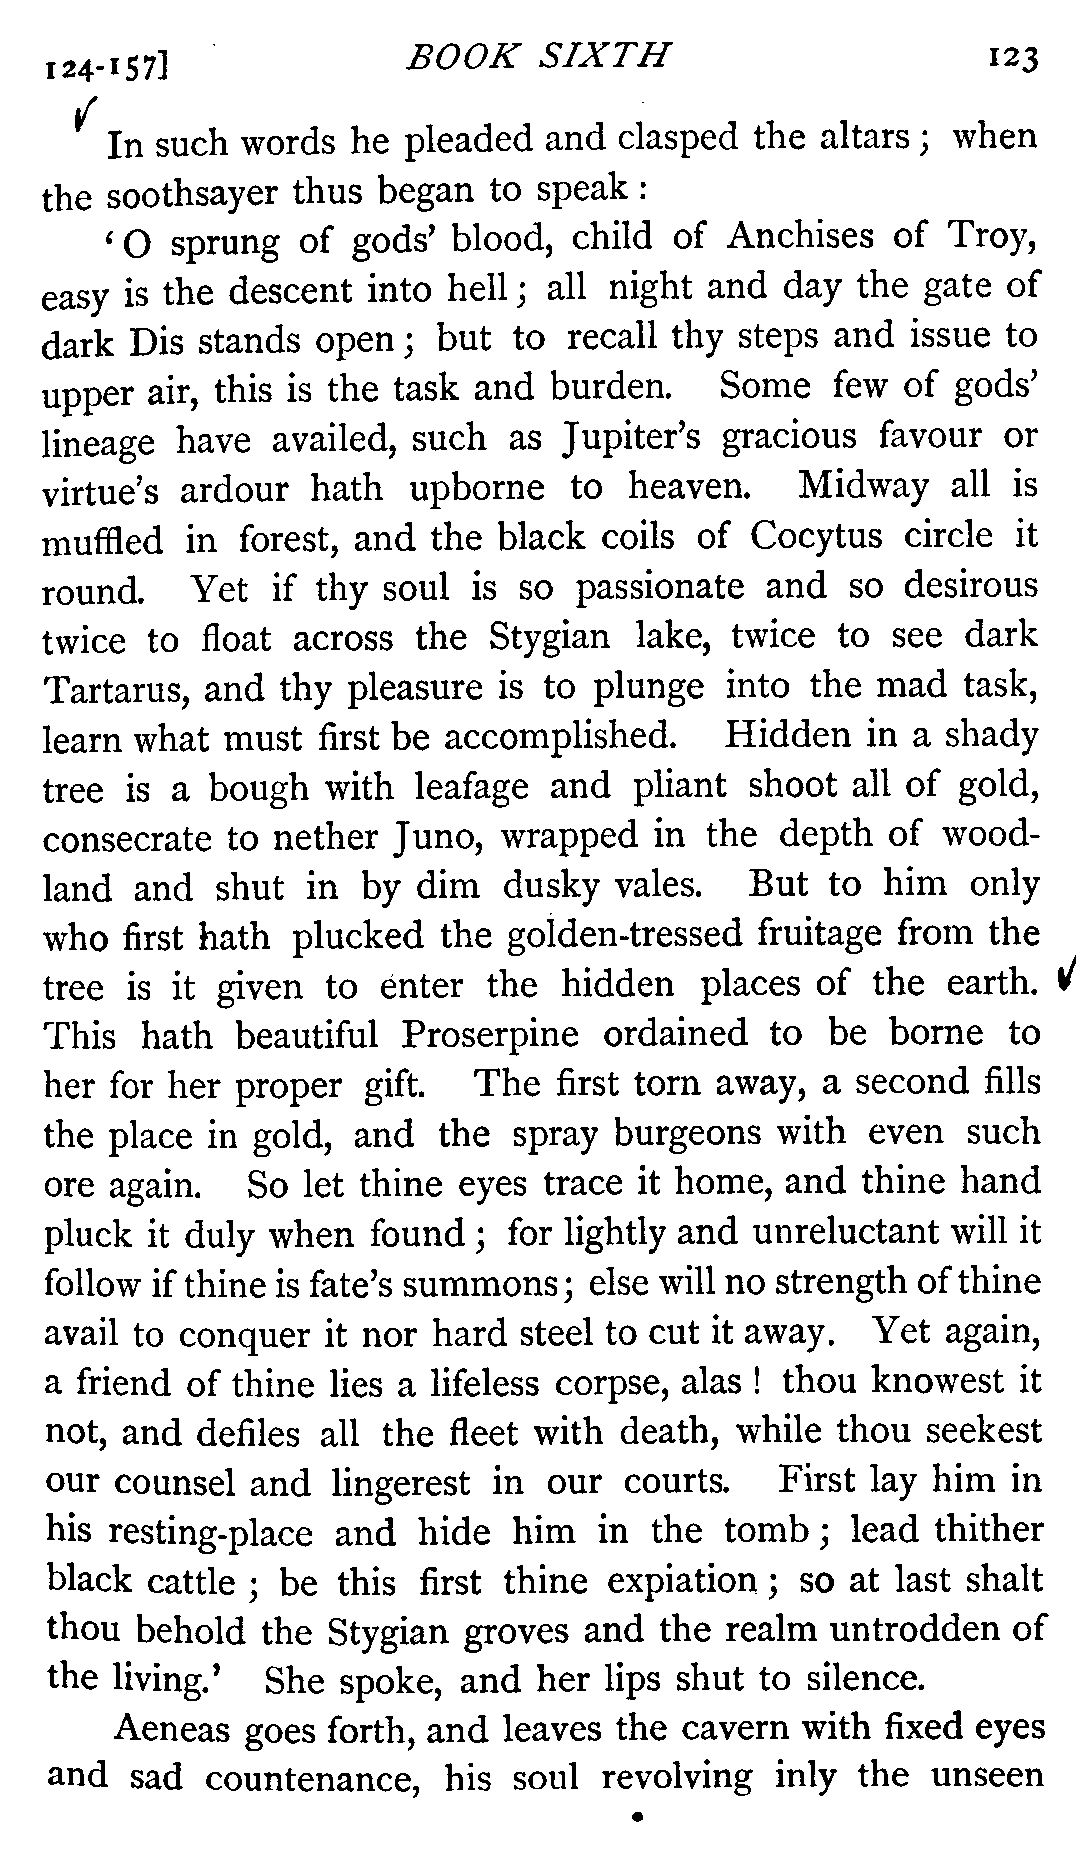 124-157] BOOK SIXTH 123
In such words he pleaded and clasped the altars ; when
the soothsayer thus began to speak :
‘ O sprung of gods’ blood, child of Anchises of Troy,
easy is the descent into hell ; all night and day the gate of
dark Dis stands open ; but to recall thy steps and issue to
upper air, this is the task and burden. Some few of gods’
lineage have availed, such as Jupiter’s gracious favour or
virtue’s ardour hath upborne to heaven. Midway all is
muffled in forest, and the black coils of Cocytus circle it
round. Yet if thy soul is so passionate and so desirous
twice to float across the Stygian lake, twice to see dark
Tartarus, and thy pleasure is to plunge into the mad task,
learn what must first be accomplished. Hidden in a shady
tree is a bough with leafage and pliant shoot all of gold,
consecrate to nether Juno, wrapped in the depth of wood-
land and shut in by dim dusky vales. But to him only
who first hath plucked the golden-tressed fruitage from the
tree is it given to enter the hidden places of the earth.
This hath beautiful Proserpine ordained to be borne to
her for her proper gift. The first torn away, a second fills
the place in gold, and the spray burgeons with even such
ore again. So let thine eyes trace it home, and thine hand
pluck it duly when found ; for lightly and unreluctant will it
follow if thine is fate’s summons ; else will no strength of thine
avail to conquer it nor hard steel to cut it away. Yet again,
a friend of thine lies a lifeless corpse, alas ! thou knowest it
not, and defiles all the fleet with death, while thou seekest
our counsel and lingerest in our courts. First lay him in
his resting-place and hide him in the tomb ; lead thither
black cattle ; be this first thine expiation ; so at last shalt
thou behold the Stygian groves and the realm untrodden of
the living.’ She spoke, and her lips shut to silence.
Aeneas goes forth, and leaves the cavern with fixed eyes
and sad countenance, his soul revolving inly the unseen